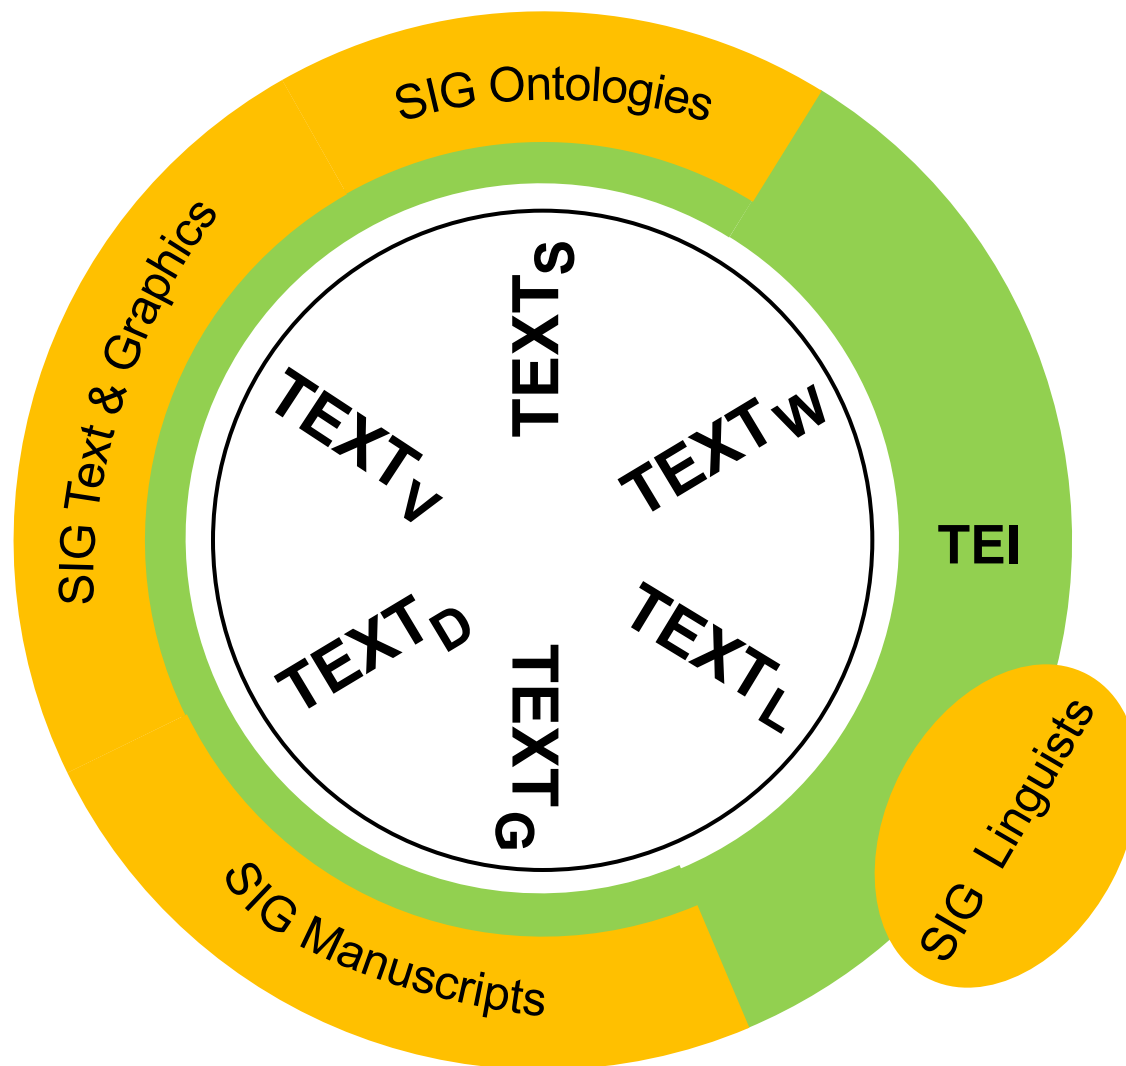 SIG Ontologies
SIG Text & Graphics
TEXTS
TEXTV
TEXTW
TEI
TEXTD
TEXTL
TEXTG
SIG Linguists
SIG Manuscripts